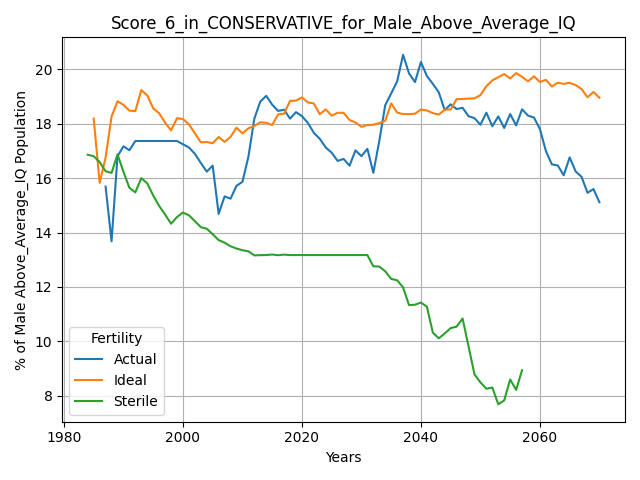 Score_6_in_CONSERVATIVE_for_Male_Above_Average_IQ
% of Male Above_Average_IQ Population
20
18
16
14
12
10
8
Fertility
Actual
Ideal
Sterile
1980
2000
2020
2040
2060
Years